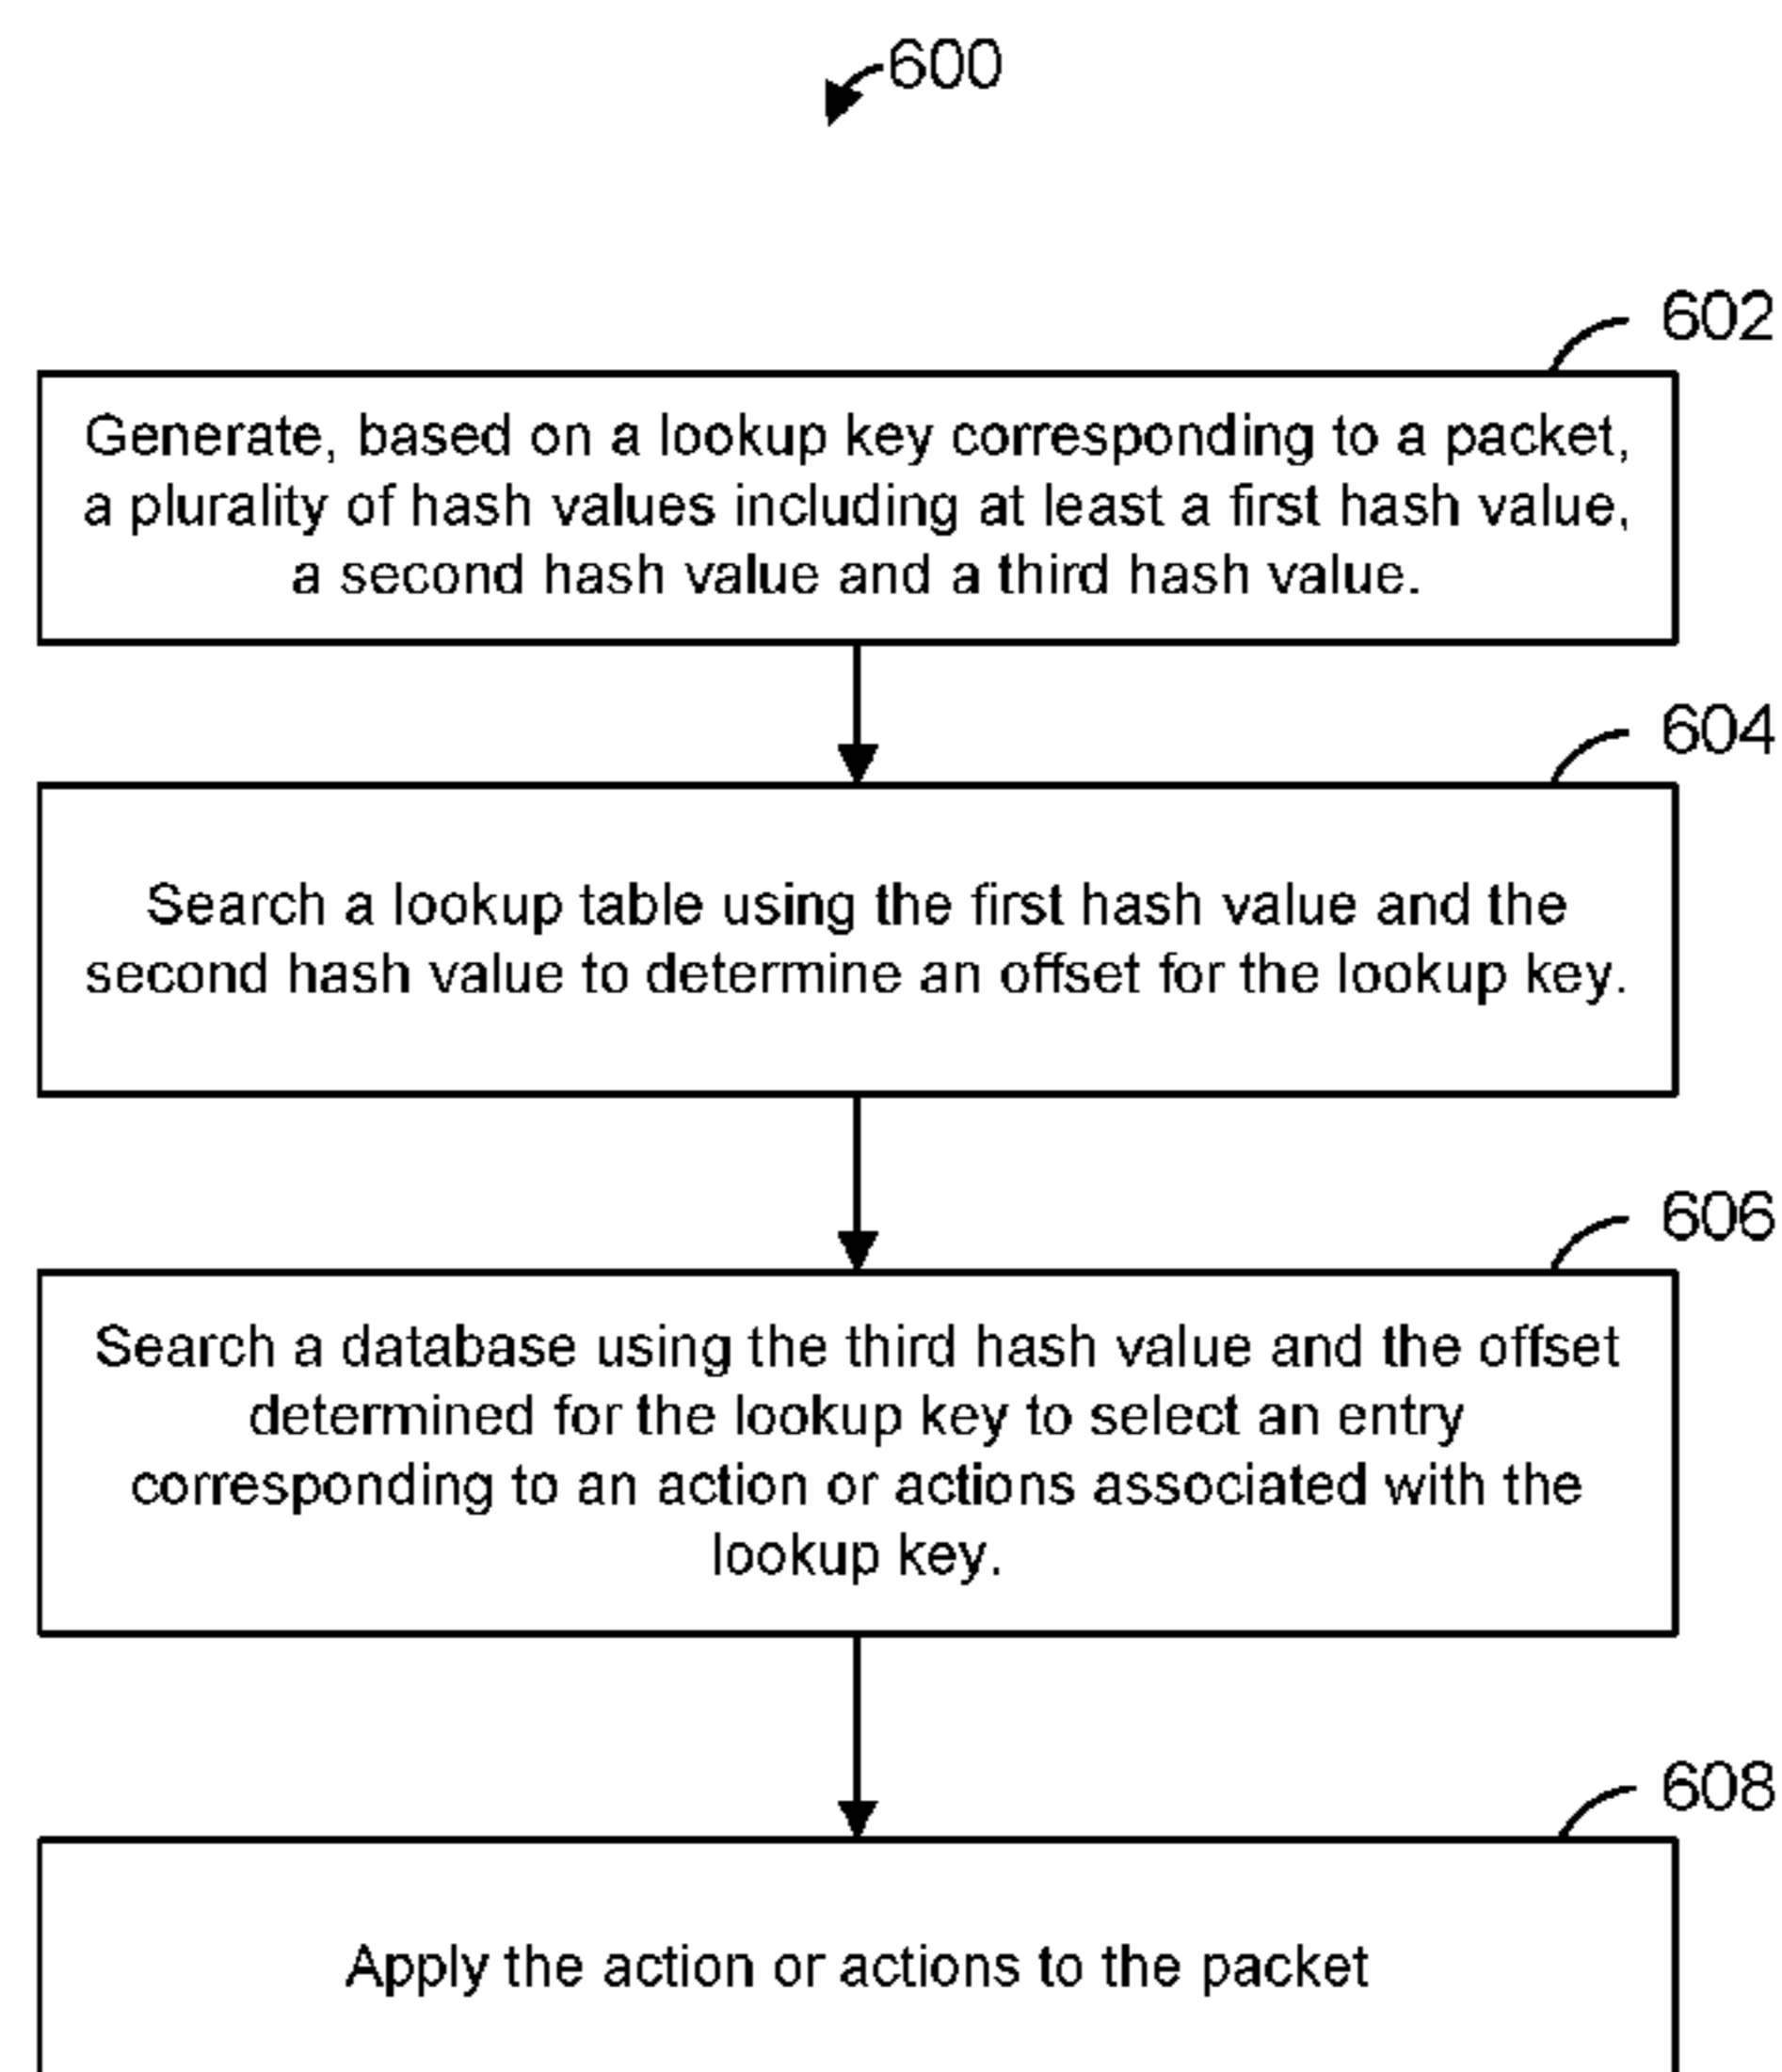 600
602
Generate, based on a lookup key corresponding to a packet,
a plurality of hash values including at least a first hash value,
a second hash value and a third hash value.
604
Search a lookup table using the first hash value and the
second hash value to determine an offset for the lookup key.
606
Search a database using the third hash value and the offset
determined for the lookup key to select an entry
corresponding to an action or actions associated with the
lookup key.
608
Apply the action or actions to the packet